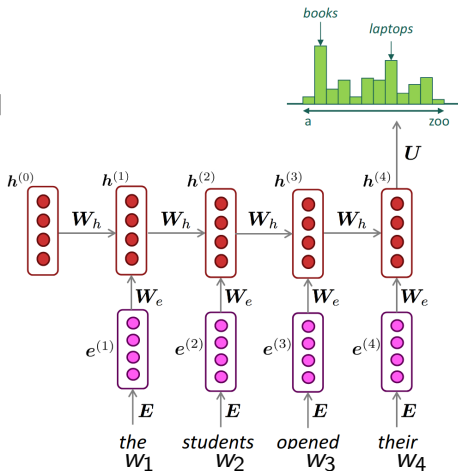 books
laptops
a zoo
U
h(0) h(1) h(2) h(3) h(4)
Wh Wh Wh Wh
We We We We
e(1) e(2) e(3) e(4)
E E E E
the students opened their
w1 w2 w3 w4